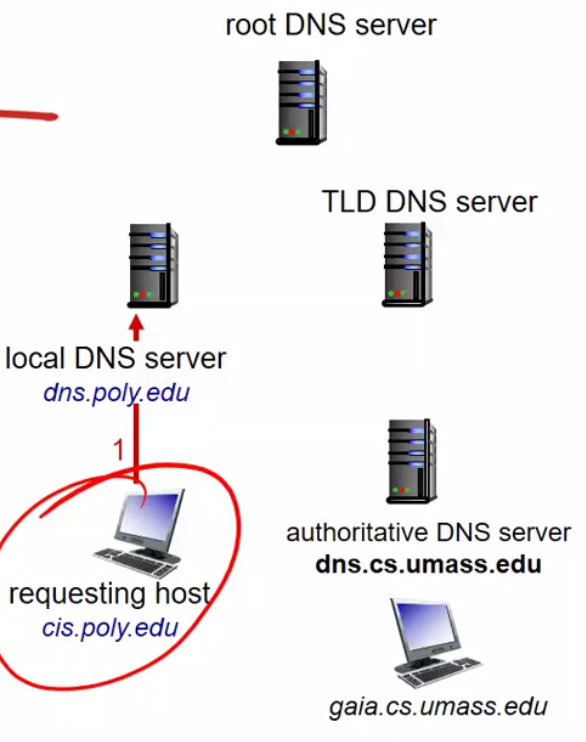 root DNS server
TLD DNS server
local DNS server
dns.poly.edu
1
authoritative DNS server
dns.cs.umass.edu
requesting host
cis.poly.edu
gaia.cs.umass.edu